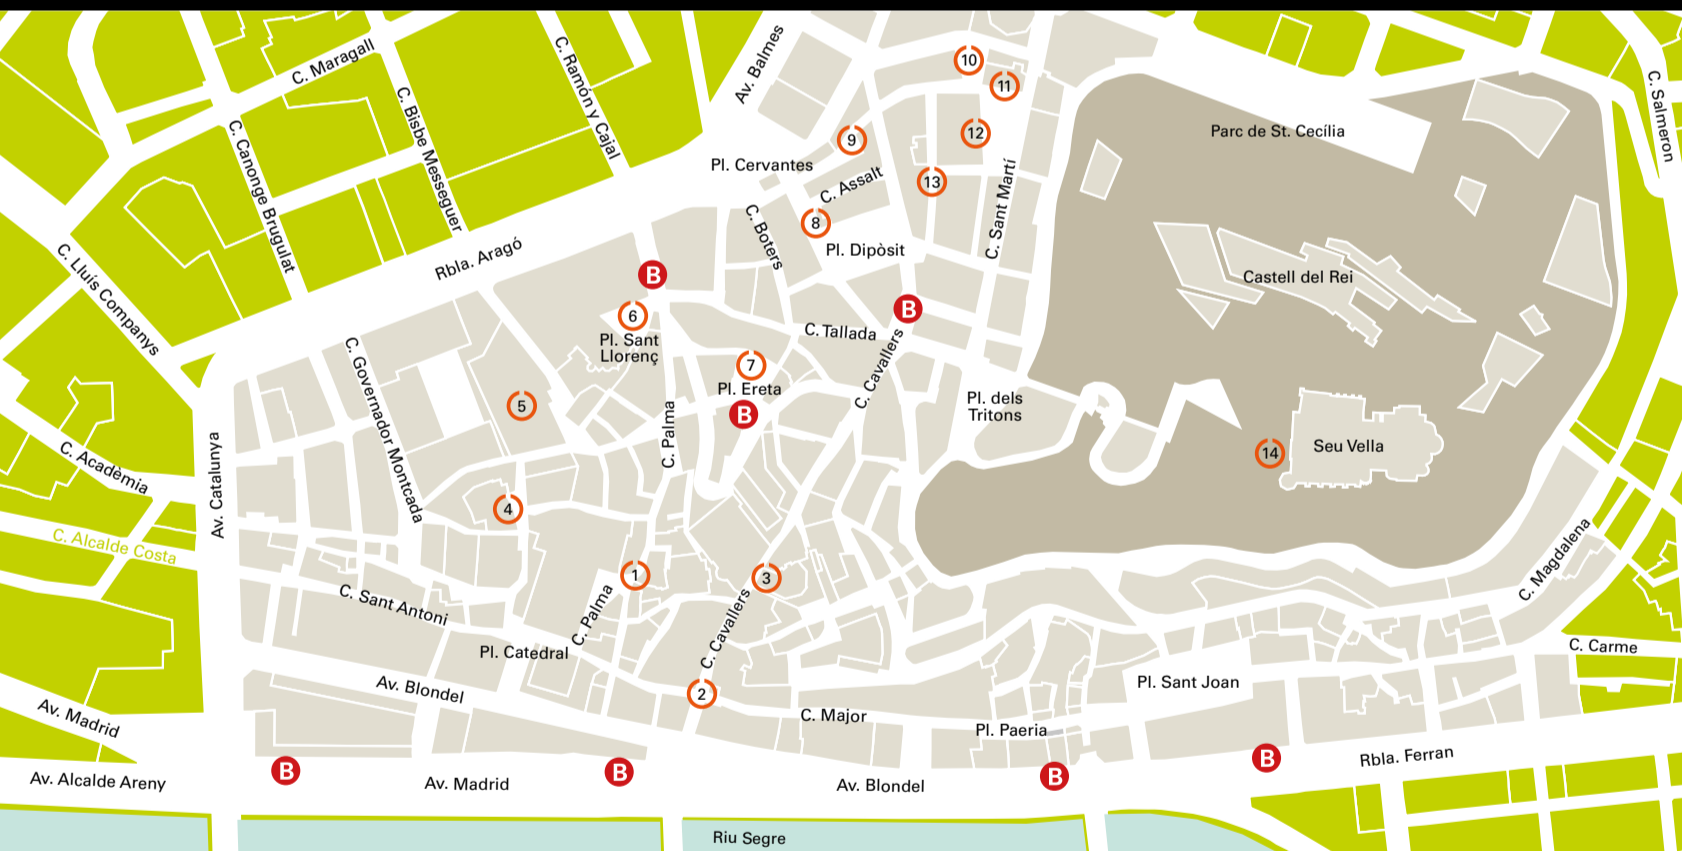 C. Maragall
C. Ramón y Cajal
Av. Balmes
10
11
C. Salmeron
C. Canonge Brugulat
C. Bisbe Messeguer
9
12
Parc de St. Cecília
Pl. Cervantes
C. Assalt
13
C. Sant Martí
8
C. Boters
Pl. Dipòsit
Rbla. Aragó
C. Lluís Companys
B
Castell del Rei
6
B
Pl. Sant
Llorenç
C. Tallada
7
C. Governador Montcada
Pl. Ereta
C. Cavallers
5
B
Pl. dels
Tritons
C. Palma
C. Acadèmia
Av. Catalunya
14
Seu Vella
4
C. Alcalde Costa
C. Magdalena
1
3
C. Sant Antoni
C. Palma
C. Cavallers
Pl. Catedral
C. Carme
Av. Blondel
2
Pl. Sant Joan
Av. Madrid
C. Major
Pl. Paeria
B
B
B
B
Rbla. Ferran
Av. Alcalde Areny
Av. Madrid
Av. Blondel
Riu Segre